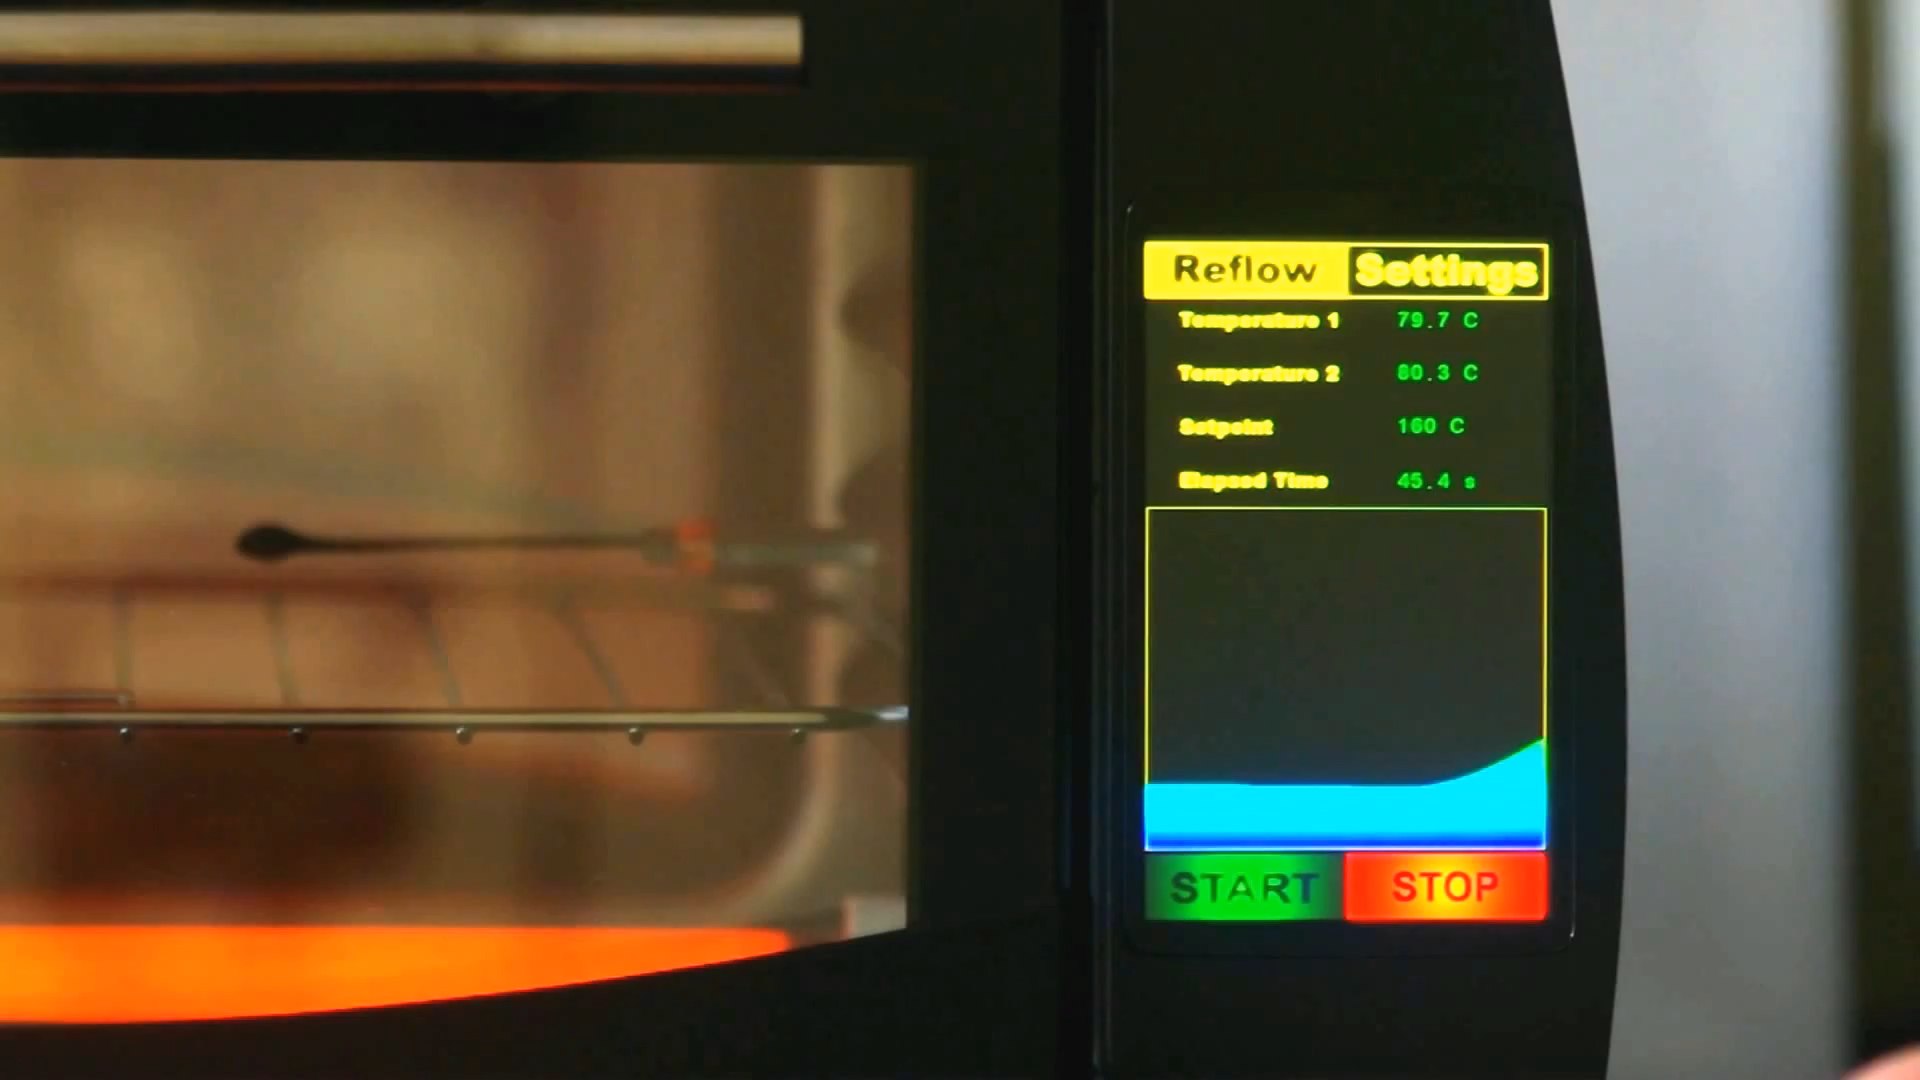 Reflow Settings
Temperature 1 79.7 C
Temperature 2 80.3 C
Setpoint 160 C
Elapsed Time 45.4 s
START STOP